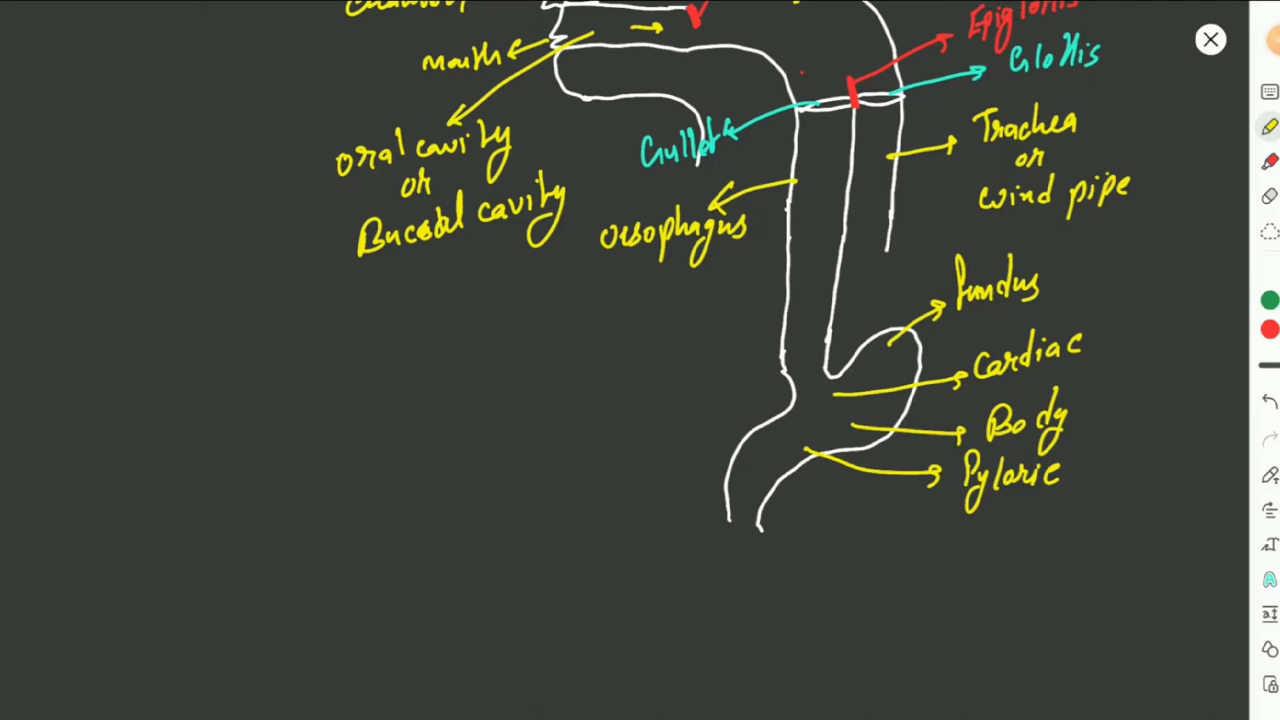 Epiglottis
Glottis
mouth
Gullet
Trachea
or
wind pipe
oral cavity
or
Buccal cavity
oesophagus
fundus
Cardiac
Body
Pyloric